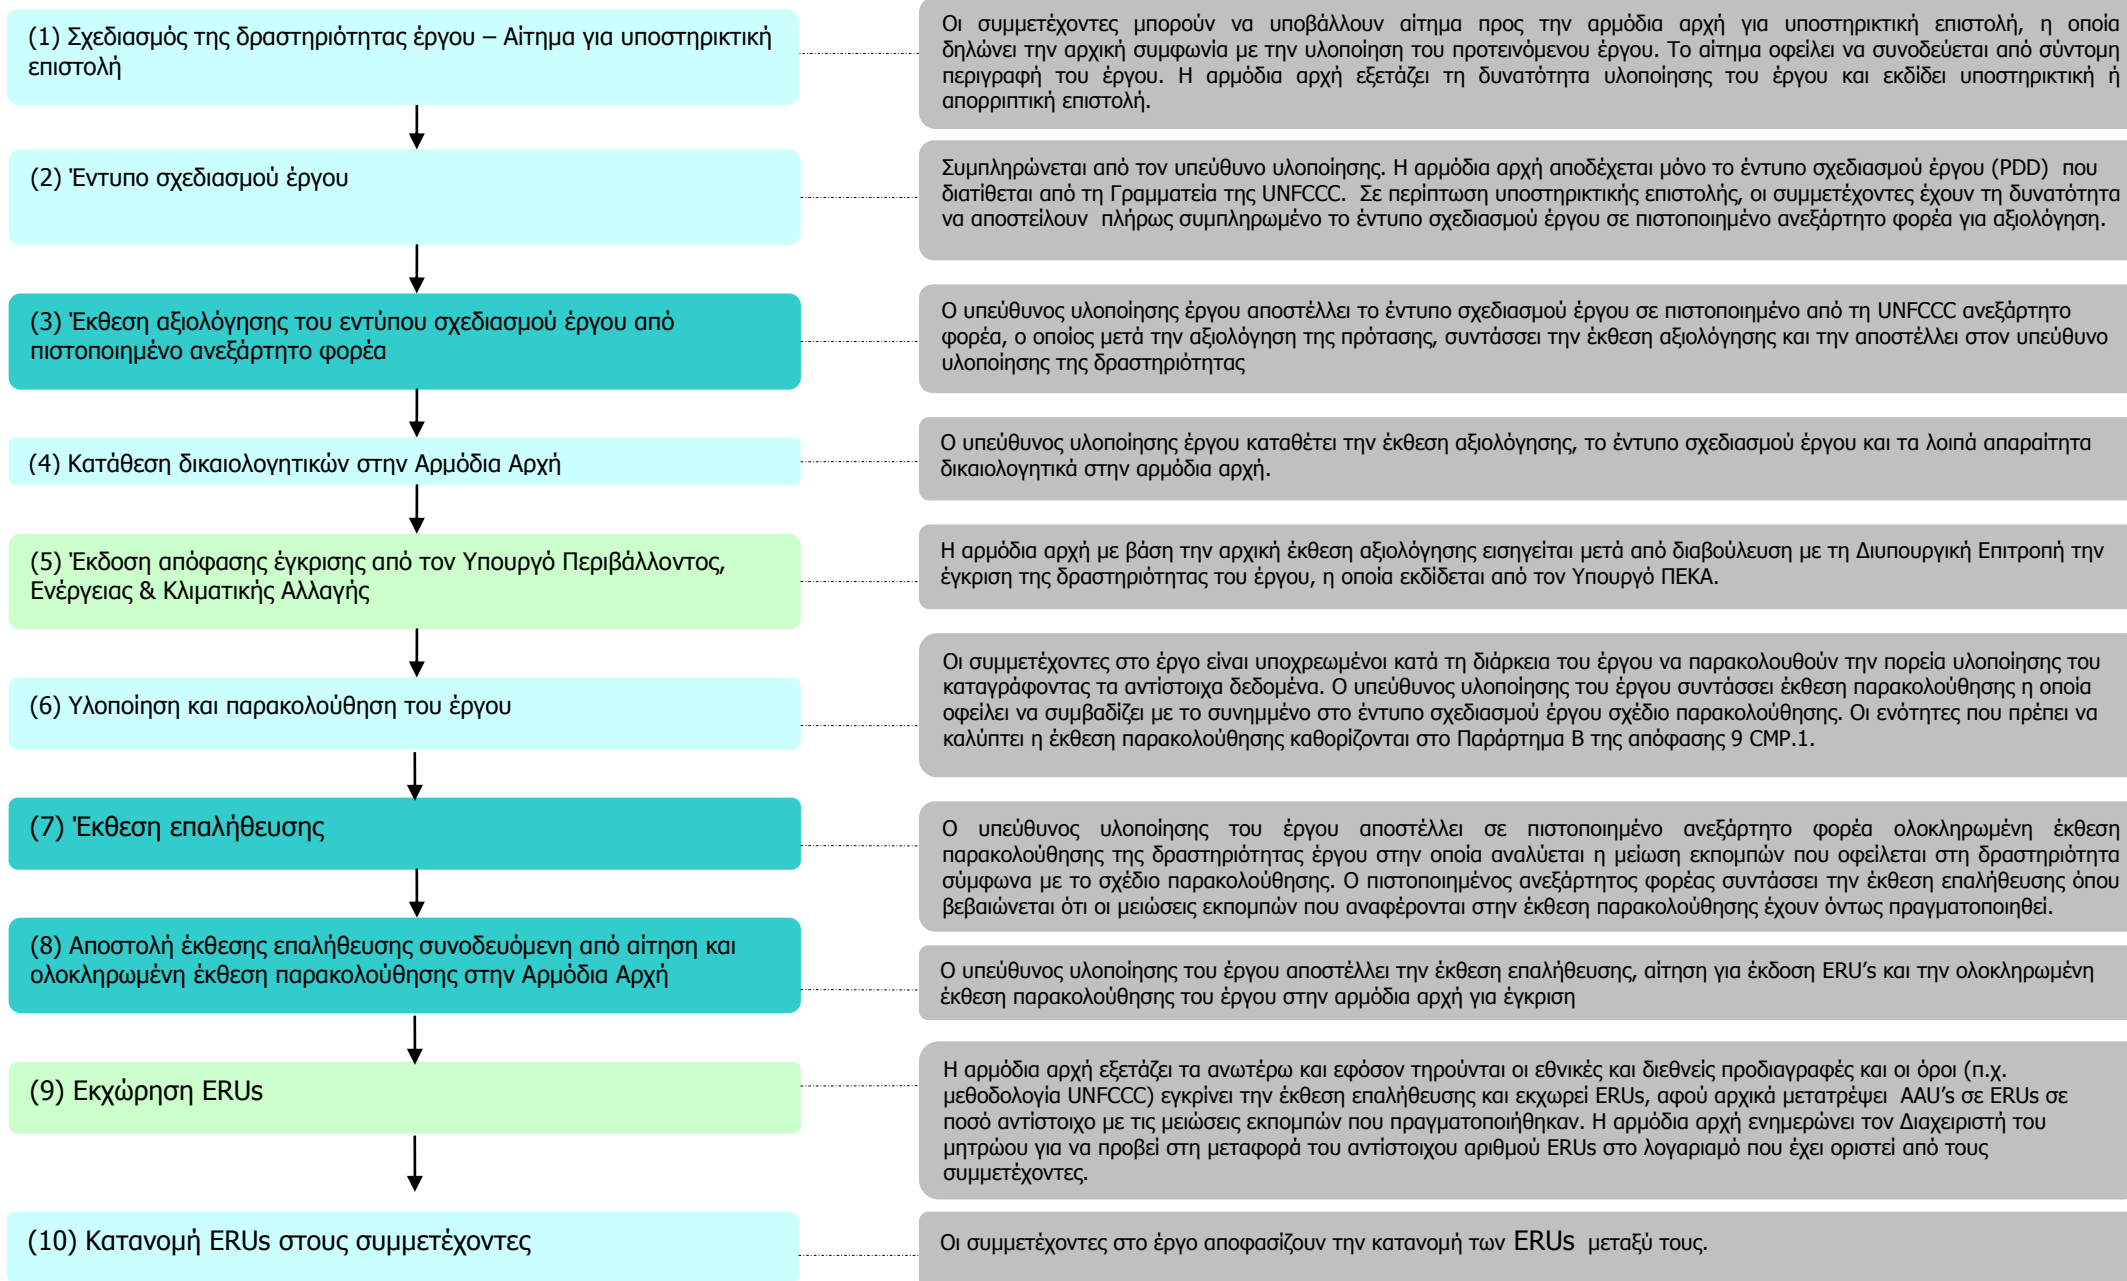 (1) Σχεδιασμός της δραστηριότητας έργου – Αίτημα για υποστηρικτική
επιστολή
Οι συμμετέχοντες μπορούν να υποβάλλουν αίτημα προς την αρμόδια αρχή για υποστηρικτική επιστολή, η οποία
δηλώνει την αρχική συμφωνία με την υλοποίηση του προτεινόμενου έργου. Το αίτημα οφείλει να συνοδεύεται από σύντομη
περιγραφή του έργου. Η αρμόδια αρχή εξετάζει τη δυνατότητα υλοποίησης του έργου και εκδίδει υποστηρικτική ή
απορριπτική επιστολή.
(2) Έντυπο σχεδιασμού έργου
Συμπληρώνεται από τον υπεύθυνο υλοποίησης. Η αρμόδια αρχή αποδέχεται μόνο το έντυπο σχεδιασμού έργου (PDD) που
διατίθεται από τη Γραμματεία της UNFCCC. Σε περίπτωση υποστηρικτικής επιστολής, οι συμμετέχοντες έχουν τη δυνατότητα
να αποστείλουν πλήρως συμπληρωμένο το έντυπο σχεδιασμού έργου σε πιστοποιημένο ανεξάρτητο φορέα για αξιολόγηση.
(3) Έκθεση αξιολόγησης του εντύπου σχεδιασμού έργου από
πιστοποιημένο ανεξάρτητο φορέα
Ο υπεύθυνος υλοποίησης έργου αποστέλλει το έντυπο σχεδιασμού έργου σε πιστοποιημένο από τη UNFCCC ανεξάρτητο
φορέα, ο οποίος μετά την αξιολόγηση της πρότασης, συντάσσει την έκθεση αξιολόγησης και την αποστέλλει στον υπεύθυνο
υλοποίησης της δραστηριότητας
(4) Κατάθεση δικαιολογητικών στην Αρμόδια Αρχή
Ο υπεύθυνος υλοποίησης έργου καταθέτει την έκθεση αξιολόγησης, το έντυπο σχεδιασμού έργου και τα λοιπά απαραίτητα
δικαιολογητικά στην αρμόδια αρχή.
(5) Έκδοση απόφασης έγκρισης από τον Υπουργό Περιβάλλοντος,
Ενέργειας & Κλιματικής Αλλαγής
Η αρμόδια αρχή με βάση την αρχική έκθεση αξιολόγησης εισηγείται μετά από διαβούλευση με τη Διυπουργική Επιτροπή την
έγκριση της δραστηριότητας του έργου, η οποία εκδίδεται από τον Υπουργό ΠΕΚΑ.
(6) Υλοποίηση και παρακολούθηση του έργου
Οι συμμετέχοντες στο έργο είναι υποχρεωμένοι κατά τη διάρκεια του έργου να παρακολουθούν την πορεία υλοποίησης του
καταγράφοντας τα αντίστοιχα δεδομένα. Ο υπεύθυνος υλοποίησης του έργου συντάσσει έκθεση παρακολούθησης η οποία
οφείλει να συμβαδίζει με το συνημμένο στο έντυπο σχεδιασμού έργου σχέδιο παρακολούθησης. Οι ενότητες που πρέπει να
καλύπτει η έκθεση παρακολούθησης καθορίζονται στο Παράρτημα Β της απόφασης 9 CMP.1.
(7) Έκθεση επαλήθευσης
Ο υπεύθυνος υλοποίησης του έργου αποστέλλει σε πιστοποιημένο ανεξάρτητο φορέα ολοκληρωμένη έκθεση
παρακολούθησης της δραστηριότητας έργου στην οποία αναλύεται η μείωση εκπομπών που οφείλεται στη δραστηριότητα
σύμφωνα με το σχέδιο παρακολούθησης. Ο πιστοποιημένος ανεξάρτητος φορέας συντάσσει την έκθεση επαλήθευσης όπου
βεβαιώνεται ότι οι μειώσεις εκπομπών που αναφέρονται στην έκθεση παρακολούθησης έχουν όντως πραγματοποιηθεί.
(8) Αποστολή έκθεσης επαλήθευσης συνοδευόμενη από αίτηση και
ολοκληρωμένη έκθεση παρακολούθησης στην Αρμόδια Αρχή
Ο υπεύθυνος υλοποίησης του έργου αποστέλλει την έκθεση επαλήθευσης, αίτηση για έκδοση ERU's και την ολοκληρωμένη
έκθεση παρακολούθησης του έργου στην αρμόδια αρχή για έγκριση
(9) Εκχώρηση ERUs
Η αρμόδια αρχή εξετάζει τα ανωτέρω και εφόσον τηρούνται οι εθνικές και διεθνείς προδιαγραφές και οι όροι (π.χ.
μεθοδολογία UNFCCC) εγκρίνει την έκθεση επαλήθευσης και εκχωρεί ERUs, αφού αρχικά μετατρέψει AAU's σε ERUs σε
ποσό αντίστοιχο με τις μειώσεις εκπομπών που πραγματοποιήθηκαν. Η αρμόδια αρχή ενημερώνει τον Διαχειριστή του
μητρώου για να προβεί στη μεταφορά του αντίστοιχου αριθμού ERUs στο λογαριασμό που έχει οριστεί από τους
συμμετέχοντες.
(10) Κατανομή ERUs στους συμμετέχοντες
Οι συμμετέχοντες στο έργο αποφασίζουν την κατανομή των ERUs μεταξύ τους.